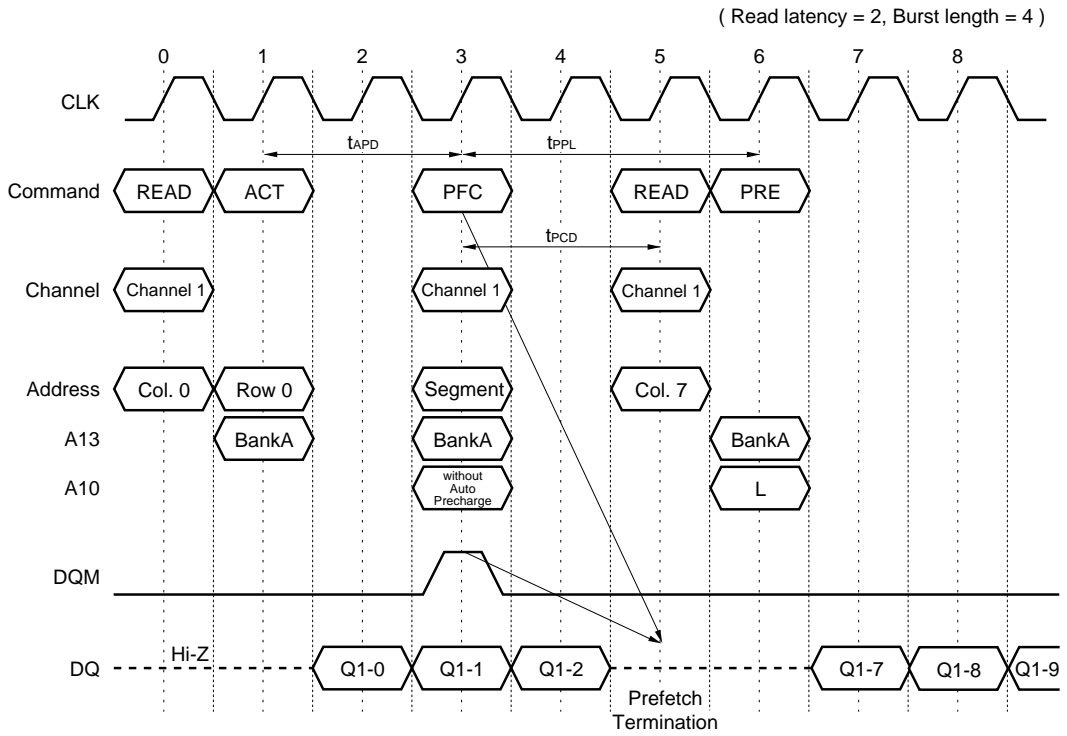 ( Read latency = 2, Burst length = 4 )
0 1 2 3 4 5 6 7 8
CLK
tAPD tPPL
Command READ ACT PFC READ PRE
tPCD
Channel Channel 1 Channel 1 Channel 1
Address Col. 0 Row 0 Segment Col. 7
A13 BankA BankA BankA
without
A10 Auto L
Precharge
DQM
Hi-Z
DQ Q1-0 Q1-1 Q1-2 Q1-7 Q1-8 Q1-9
Prefetch
Termination